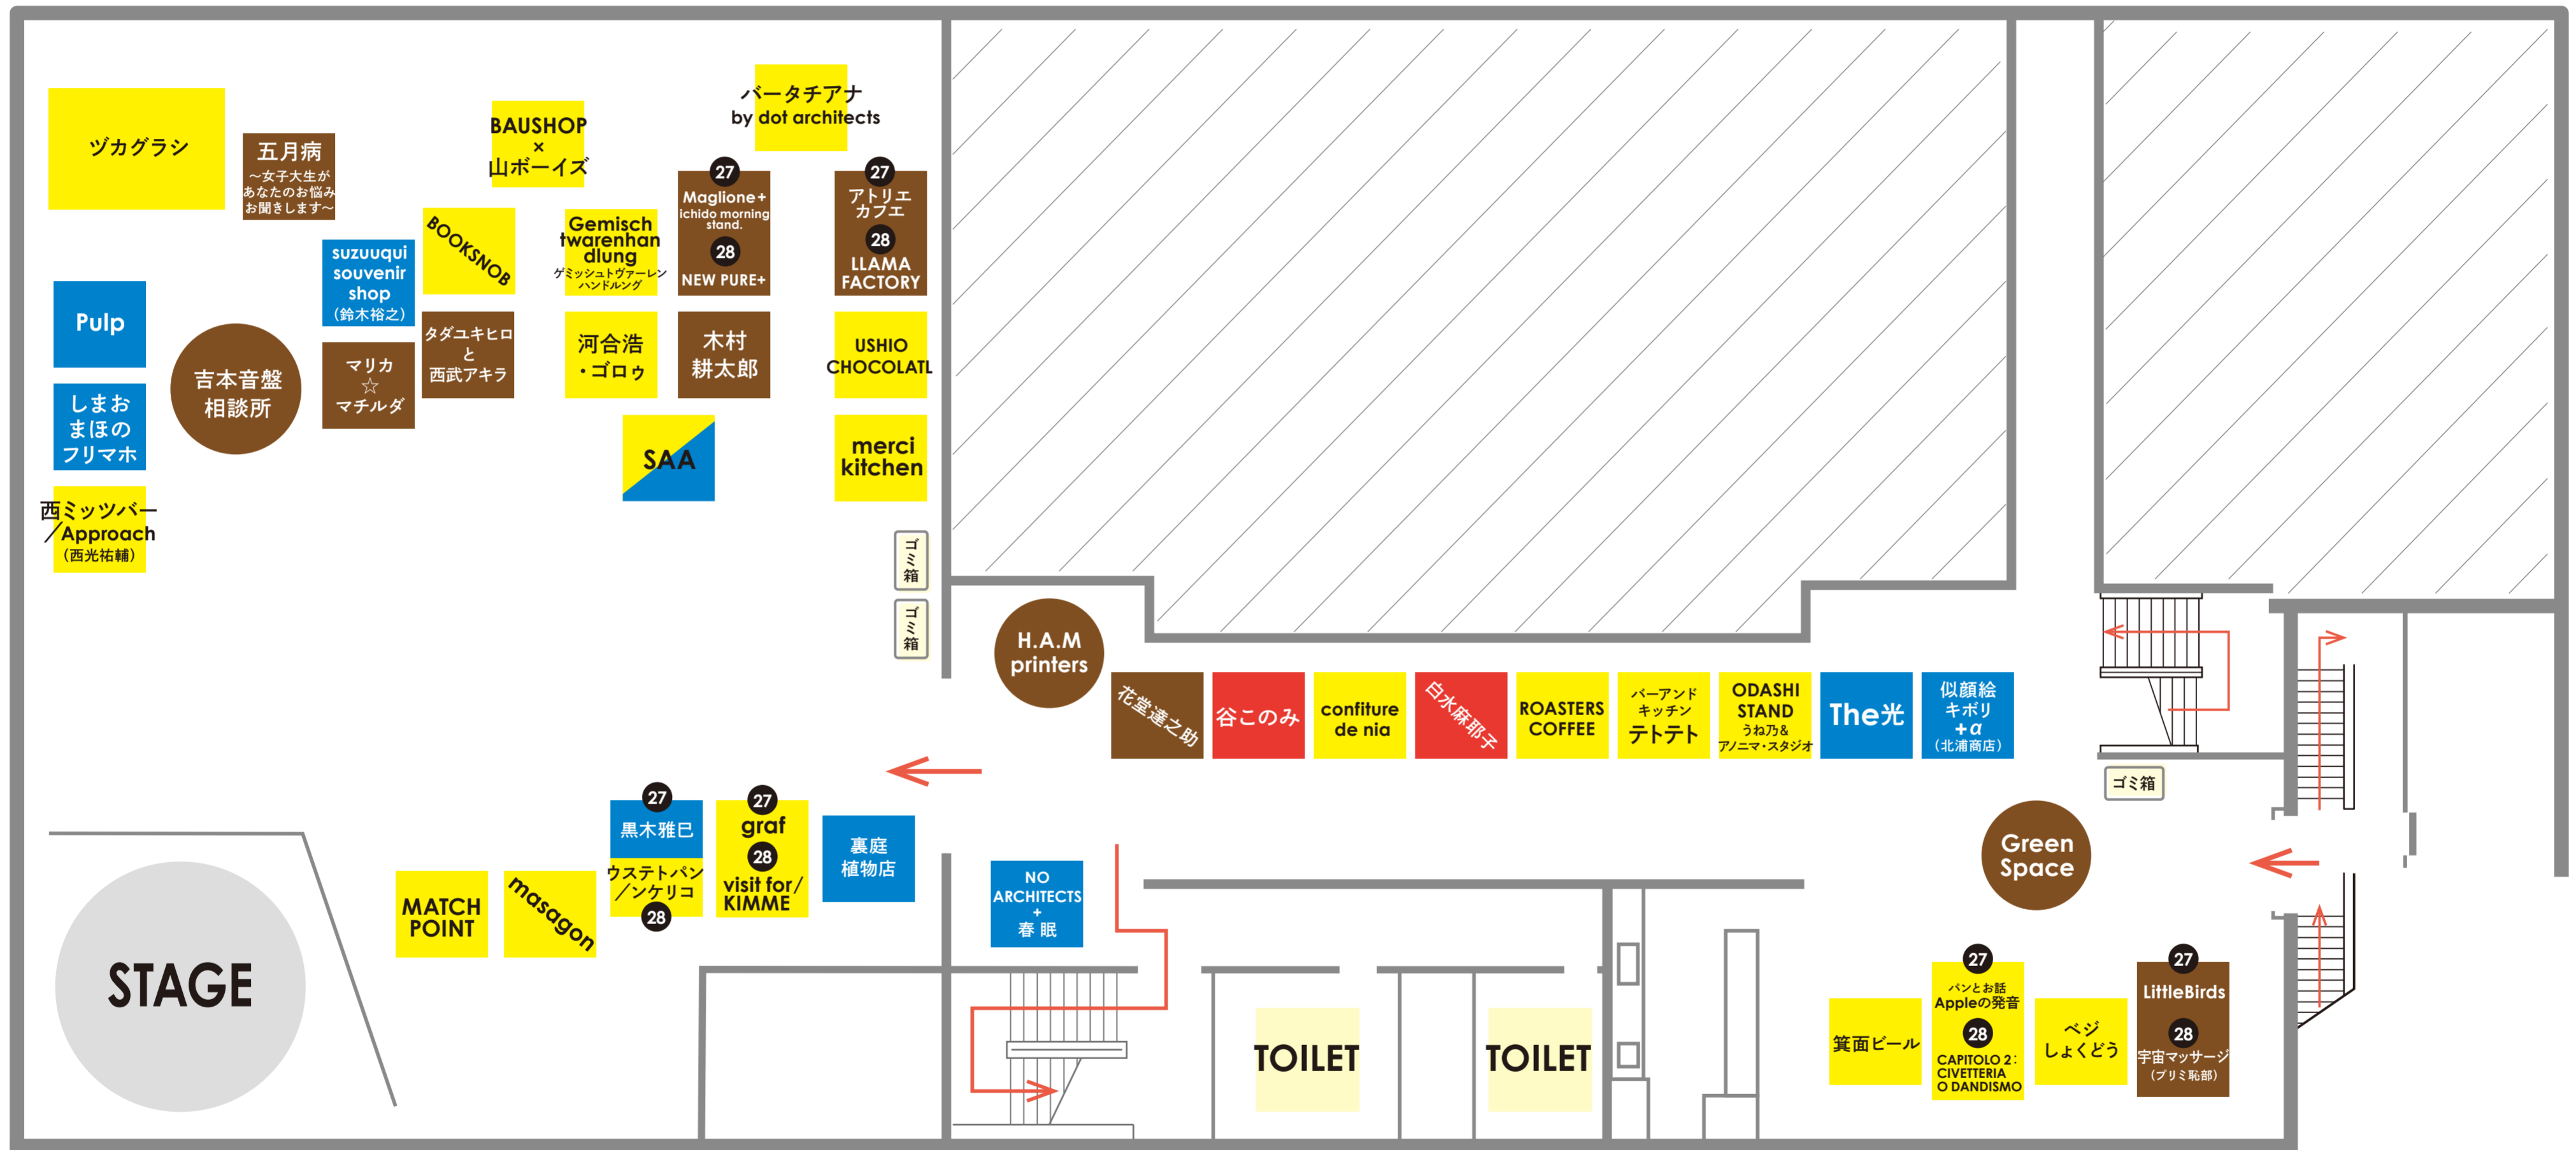 ヅカグラシ
五月病
〜女子大生が
あなたのお悩み
お聞きします〜
BAUSHOP
×
山ボーイズ
バータチアナ
by dot architects
suzuuqui
souvenir
shop
(鈴木裕之)
BOOKSNOB
Gemisch
twarenhan
dlung
ゲミッシュトヴァーレン
ハンドルング
27
Maglione+
ichido morning
stand.
28
NEW PURE+
27
アトリエ
カフエ
28
LLAMA
FACTORY
Pulp
しまお
まほの
フリマホ
西ミッツバー
/Approach
(西光祐輔)
吉本音盤
相談所
マリカ
☆
マチルダ
タダユキヒロ
と
西武アキラ
河合浩
・ゴロゥ
木村
耕太郎
USHIO
CHOCOLATL
SAA
merci
kitchen
ゴミ箱
ゴミ箱
H.A.M
printers
花堂達之助
谷このみ
confiture
de nia
白水麻耶子
ROASTERS
COFFEE
バーアンド
キッチン
テトテト
ODASHI
STAND
うね乃&
アノニマ・スタジオ
The光
似顔絵
キボリ
+α
(北浦商店)
ゴミ箱
STAGE
MATCH
POINT
masagon
27
黒木雅巳
ウステトパン
/ンケリコ
28
27
graf
28
visit for/
KIMME
裏庭
植物店
NO
ARCHITECTS
+
春眠
TOILET
TOILET
Green
Space
箕面ビール
27
パンとお話
Appleの発音
28
CAPITOLO 2:
CIVETTERIA
O DANDISMO
ベジ
しょくどう
27
LittleBirds
28
宇宙マッサージ
(プリミ恥部)